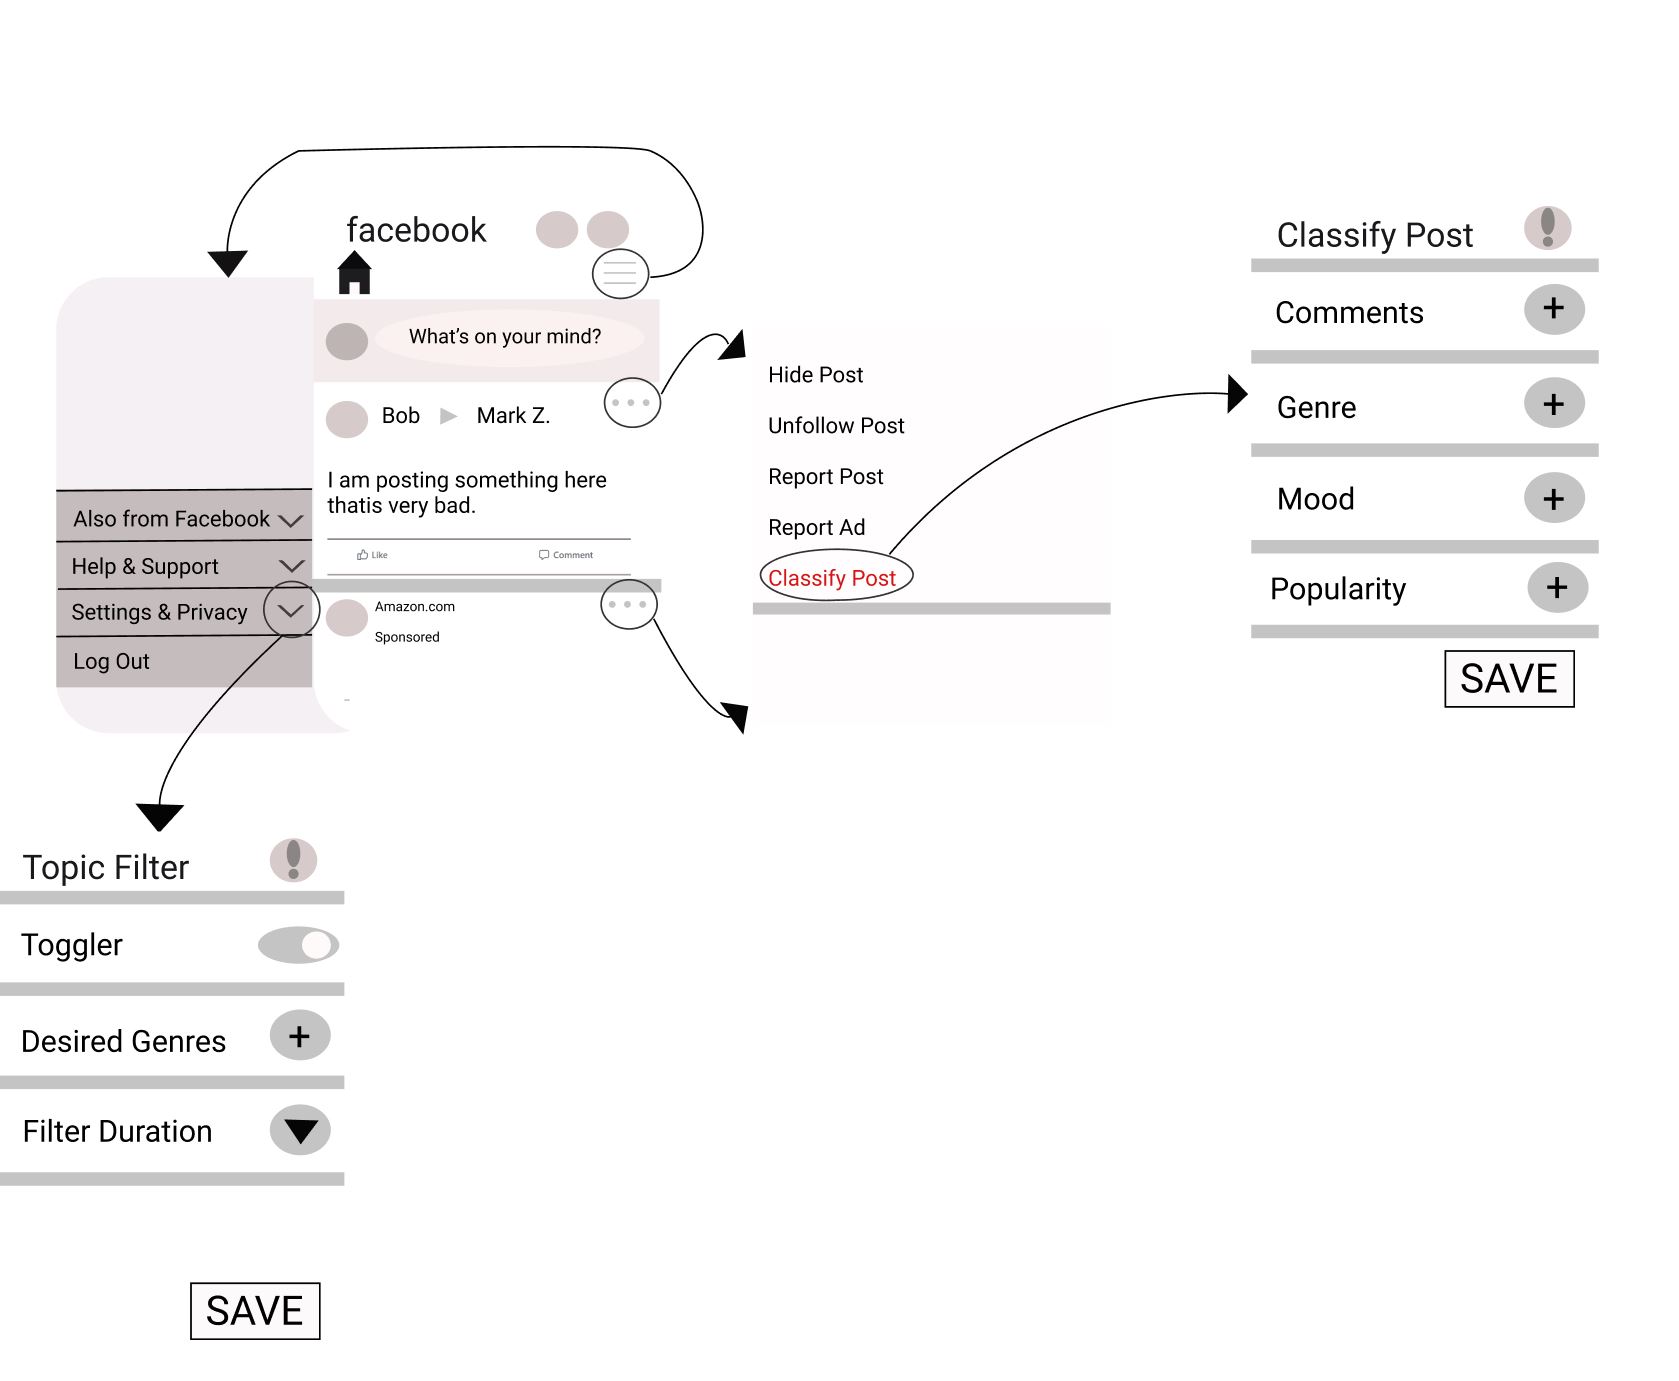 facebook
What's on your mind?
Bob
Mark Z.
I am posting something here
thatis very bad.
Like
Comment
Amazon.com
Sponsored
Also from Facebook
Help & Support
Settings & Privacy
Log Out
Hide Post
Unfollow Post
Report Post
Report Ad
Classify Post
Classify Post
Comments
+
Genre
+
Mood
+
Popularity
+
SAVE
Topic Filter
Toggler
Desired Genres
+
Filter Duration
SAVE